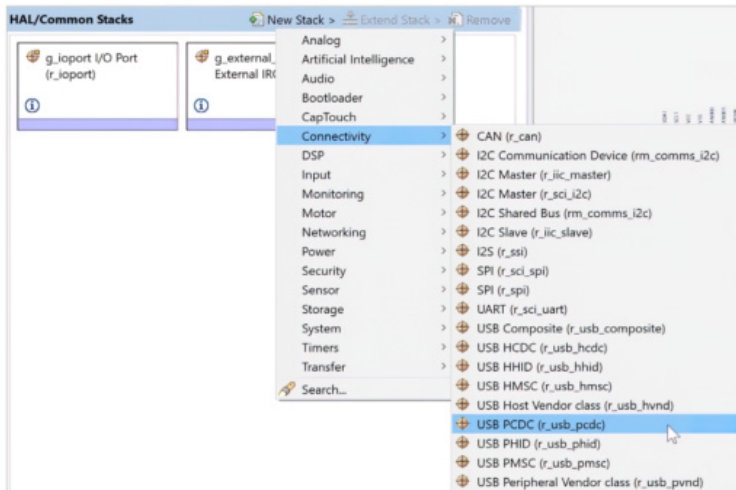 HAL/Common Stacks
New Stack >
Extend Stack >
Remove
g_ioport I/O Port
(r_ioport)
g_external_
External IRQ
Analog
Artificial Intelligence
Audio
Bootloader
CapTouch
Connectivity
DSP
Input
Monitoring
Motor
Networking
Power
Security
Sensor
Storage
System
Timers
Transfer
Search...
CAN (r_can)
I2C Communication Device (rm_comms_i2c)
I2C Master (r_iic_master)
I2C Master (r_sci_i2c)
I2C Shared Bus (rm_comms_i2c)
I2C Slave (r_iic_slave)
I2S (r_ssi)
SPI (r_sci_spi)
SPI (r_spi)
UART (r_sci_uart)
USB Composite (r_usb_composite)
USB HCDC (r_usb_hcdc)
USB HHID (r_usb_hhid)
USB HMSC (r_usb_hmsc)
USB Host Vendor class (r_usb_hvnd)
USB PCDC (r_usb_pcdc)
USB PHID (r_usb_phid)
USB PMSC (r_usb_pmsc)
USB Peripheral Vendor class (r_usb_pvnd)